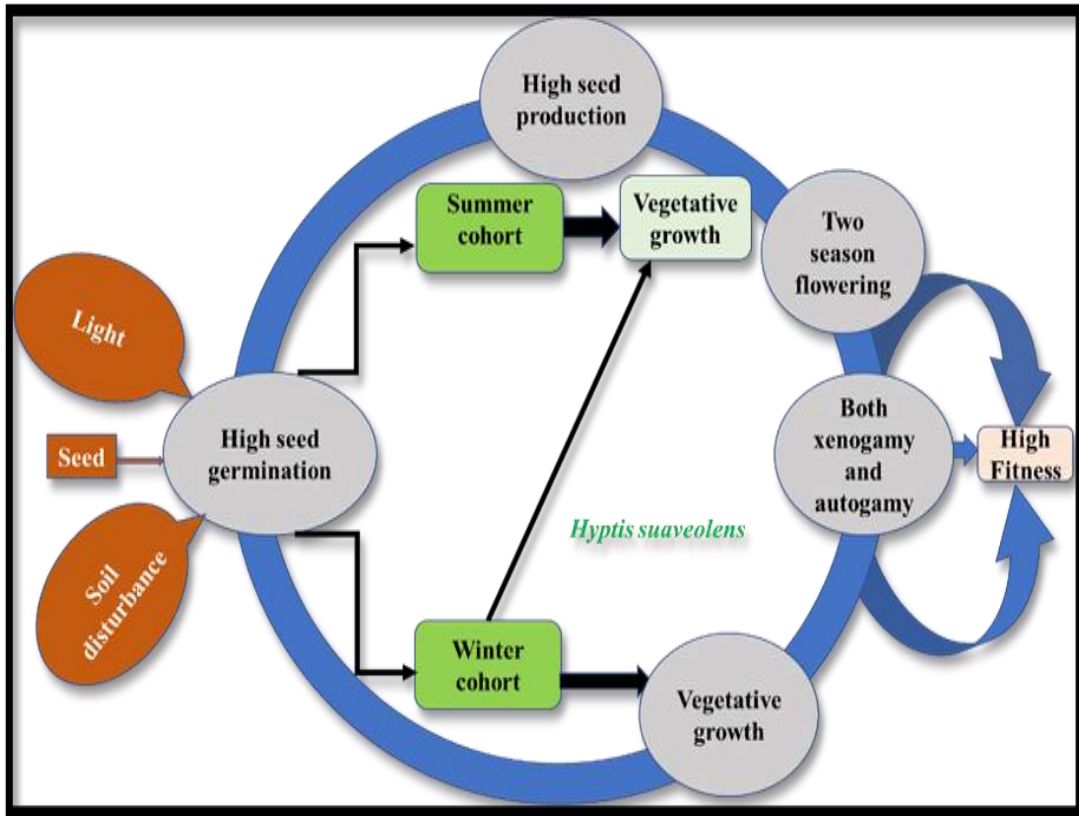 High seed
production
Summer
cohort
Vegetative
growth
Two
season
flowering
Light
High seed
germination
Seed
Both
xenogamy
and
autogamy
High
Fitness
Hyptis suaveolens
Soil
disturbance
Winter
cohort
Vegetative
growth